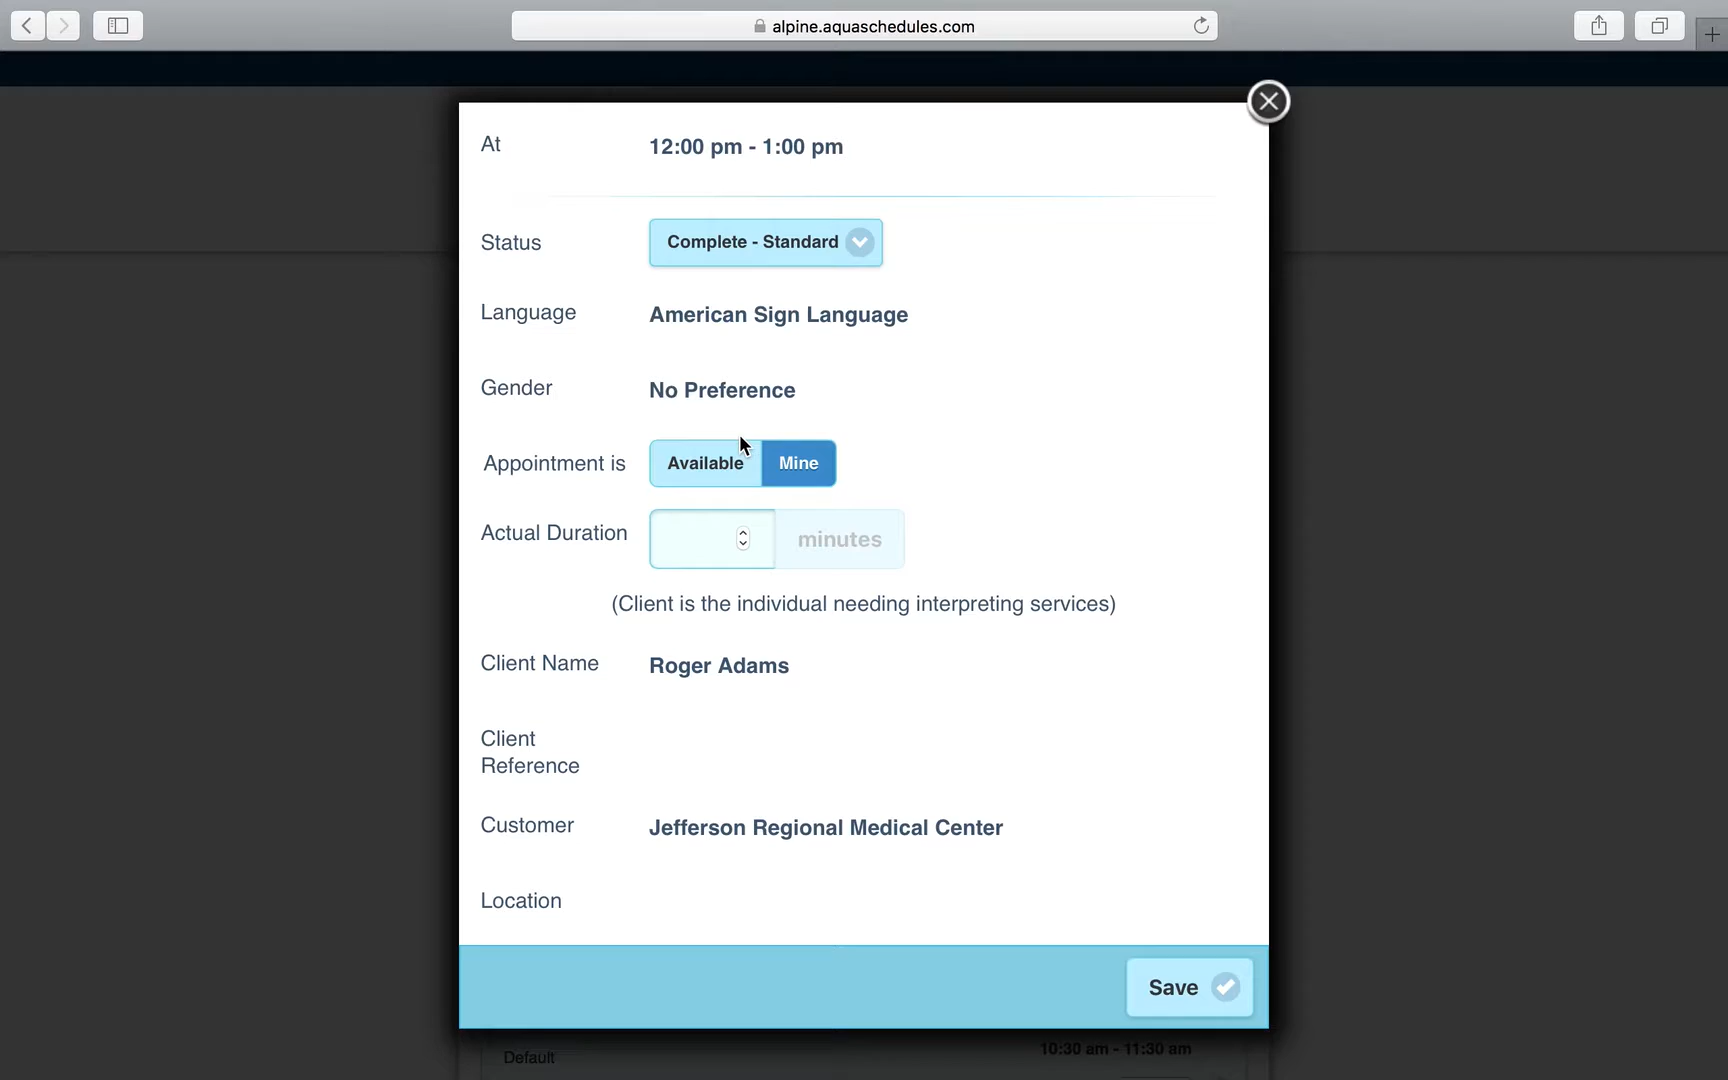 alpine.aquaschedules.com
At 12:00 pm - 1:00 pm
Status Complete - Standard
Language American Sign Language
Gender No Preference
Appointment is Available Mine
Actual Duration minutes
(Client is the individual needing interpreting services)
Client Name Roger Adams
Client
Reference
Customer Jefferson Regional Medical Center
Location
Save
Default 10:30 am - 11:30 am